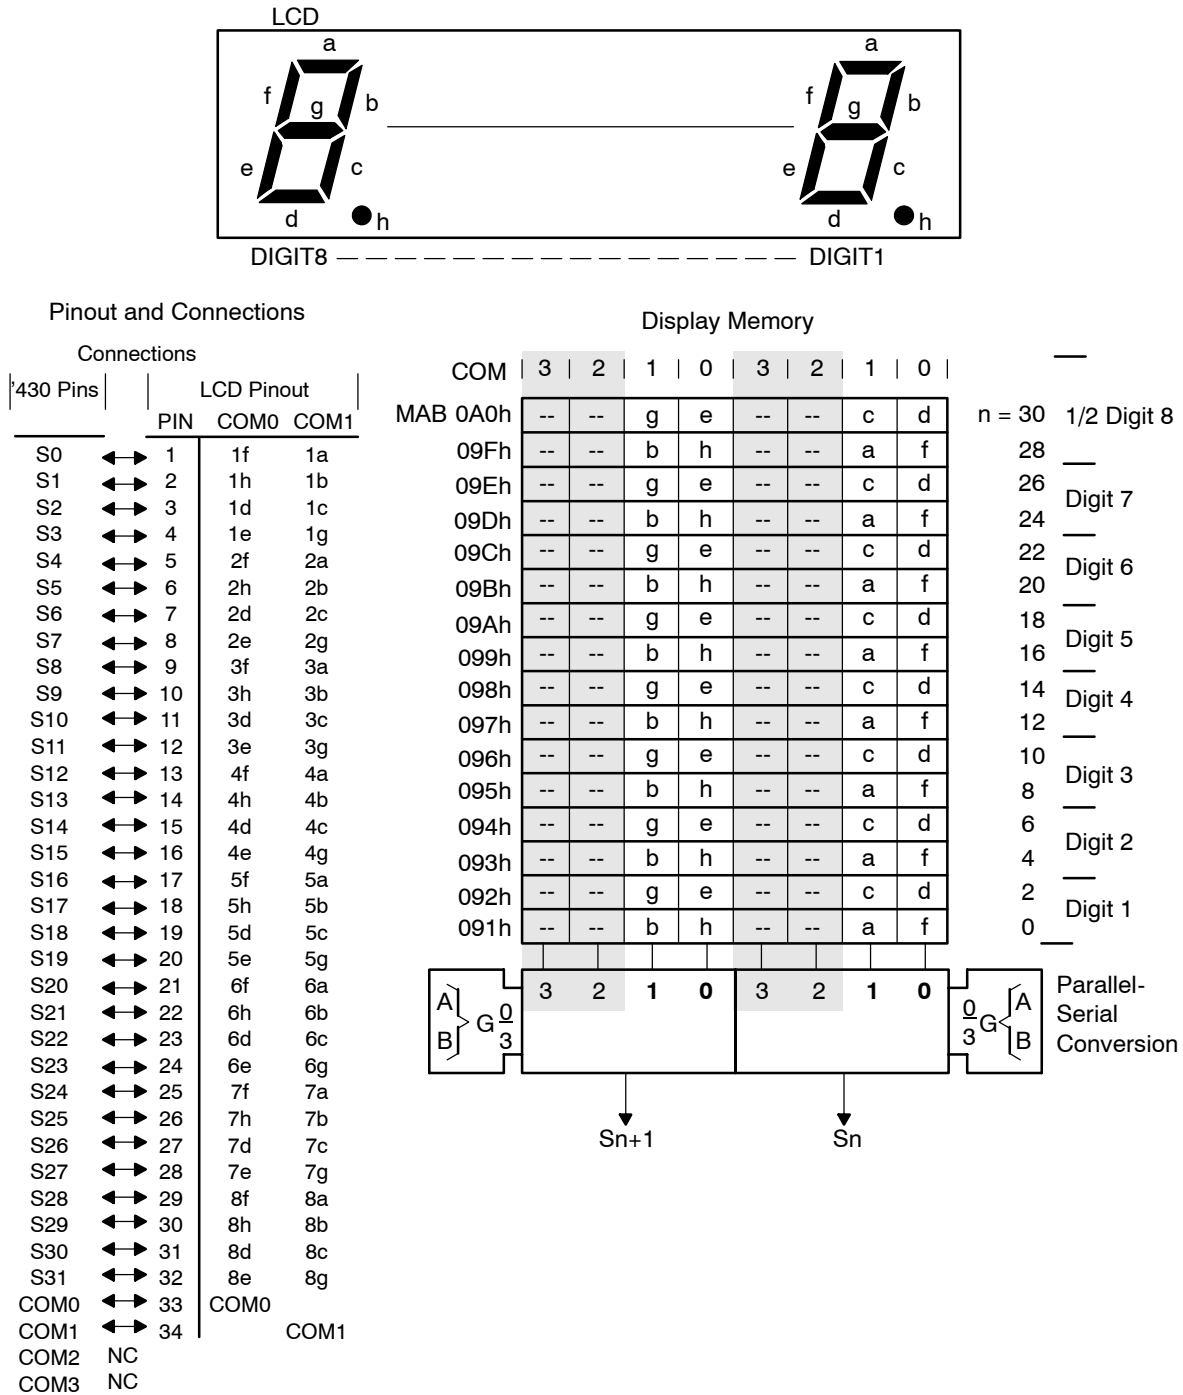 LCD
a
f
g
b
e
c
d
h
a
f
g
b
e
c
d
h
DIGIT8
DIGIT1
Pinout and Connections
Connections
'430 Pins
LCD Pinout
PIN COM0 COM1
S0 1 1f 1a
S1 2 1h 1b
S2 3 1d 1c
S3 4 1e 1g
S4 5 2f 2a
S5 6 2h 2b
S6 7 2d 2c
S7 8 2e 2g
S8 9 3f 3a
S9 10 3h 3b
S10 11 3d 3c
S11 12 3e 3g
S12 13 4f 4a
S13 14 4h 4b
S14 15 4d 4c
S15 16 4e 4g
S16 17 5f 5a
S17 18 5h 5b
S18 19 5d 5c
S19 20 5e 5g
S20 21 6f 6a
S21 22 6h 6b
S22 23 6d 6c
S23 24 6e 6g
S24 25 7f 7a
S25 26 7h 7b
S26 27 7d 7c
S27 28 7e 7g
S28 29 8f 8a
S29 30 8h 8b
S30 31 8d 8c
S31 32 8e 8g
COM0 33 COM0
COM1 34 COM1
COM2 NC
COM3 NC
Display Memory
COM 3 2 1 0 3 2 1 0
MAB 0A0h -- -- g e -- -- c d n = 30 1/2 Digit 8
09Fh -- -- b h -- -- a f 28
09Eh -- -- g e -- -- c d 26
Digit 7
09Dh -- -- b h -- -- a f 24
09Ch -- -- g e -- -- c d 22
Digit 6
09Bh -- -- b h -- -- a f 20
09Ah -- -- g e -- -- c d 18
Digit 5
099h -- -- b h -- -- a f 16
098h -- -- g e -- -- c d 14
Digit 4
097h -- -- b h -- -- a f 12
096h -- -- g e -- -- c d 10
Digit 3
095h -- -- b h -- -- a f 8
094h -- -- g e -- -- c d 6
Digit 2
093h -- -- b h -- -- a f 4
092h -- -- g e -- -- c d 2
Digit 1
091h -- -- b h -- -- a f 0
A
B
G 0/3
3 2 1 0 3 2 1 0
0/3 G
A
B
Parallel-
Serial
Conversion
Sn+1
Sn